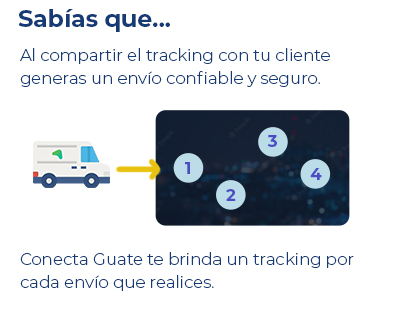 Sabías que...
Al compartir el tracking con tu cliente
generas un envío confiable y seguro.
1
2
3
4
Conecta Guate te brinda un tracking por
cada envío que realices.